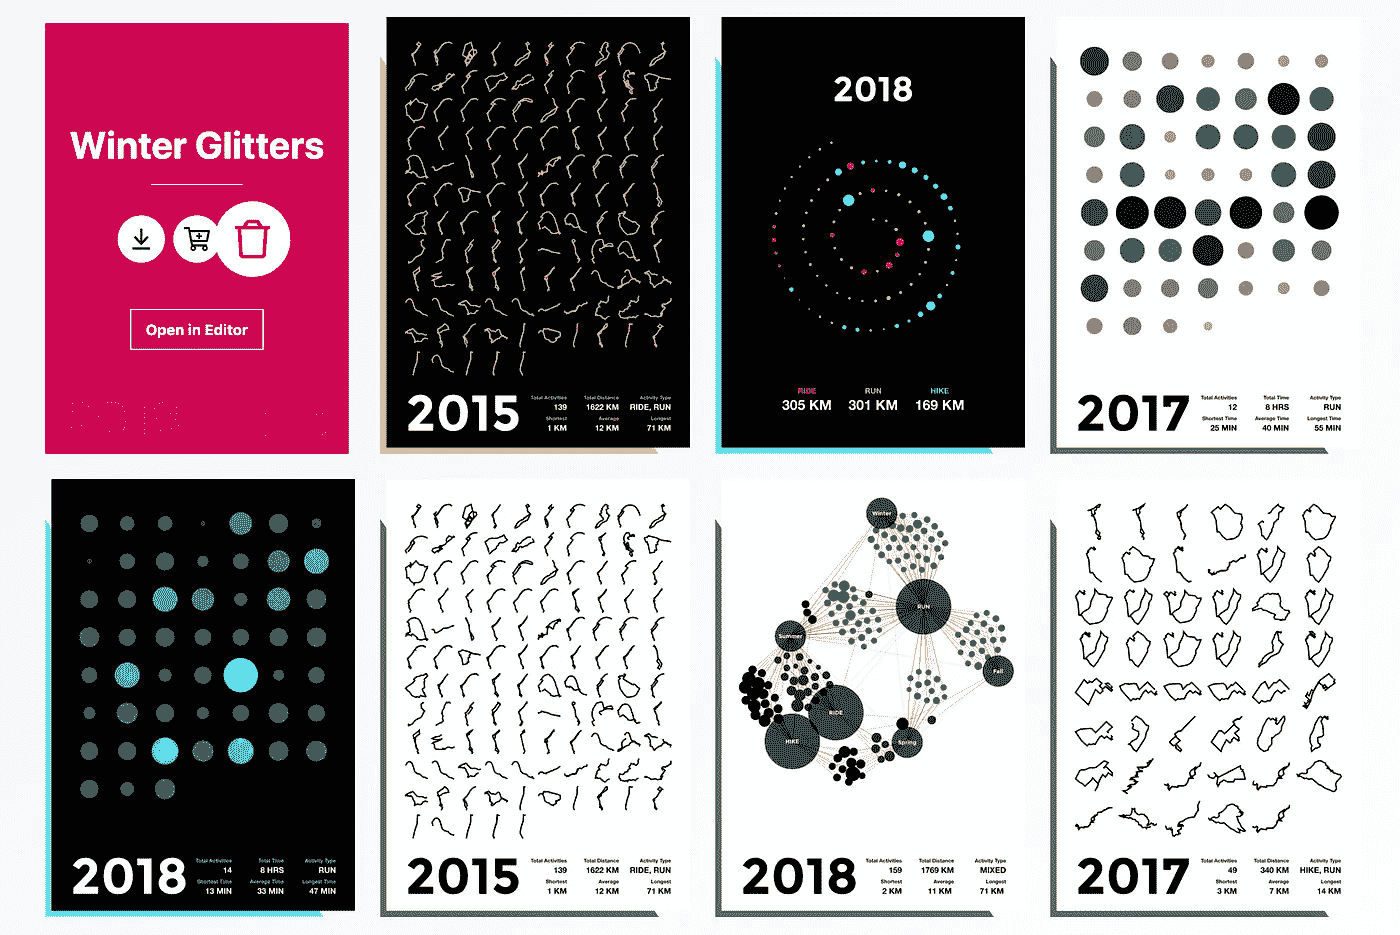 Winter Glitters
Open in Editor
2015
Total Activities Total Distance Activity Type
139 1622 KM RIDE, RUN
Shortest Average Longest
1 KM 12 KM 71 KM
2018
RIDE RUN HIKE
305 KM 301 KM 169 KM
2017
Total Activities Total Time Activity Type
12 8 HRS RUN
Shortest Time Average Time Longest Time
25 MIN 40 MIN 55 MIN
2018
Total Activities Total Time Activity Type
14 8 HRS RUN
Shortest Time Average Time Longest Time
13 MIN 33 MIN 47 MIN
2015
Total Activities Total Distance Activity Type
139 1622 KM RIDE, RUN
Shortest Average Longest
1 KM 12 KM 71 KM
Winter
RUN
Summer
Fall
RIDE
HIKE
Spring
2018
Total Activities Total Distance Activity Type
159 1769 KM MIXED
Shortest Average Longest
2 KM 11 KM 71 KM
2017
Total Activities Total Distance Activity Type
49 340 KM HIKE, RUN
Shortest Average Longest
3 KM 7 KM 14 KM